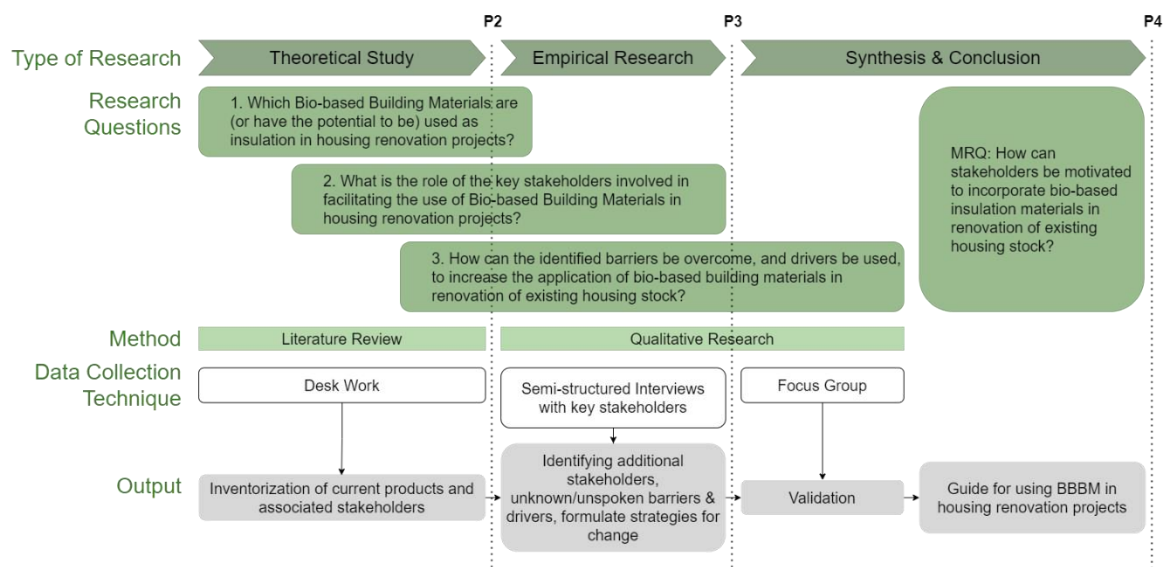 P2
P3
P4
Type of Research
Theoretical Study
Empirical Research
Synthesis & Conclusion
Research
Questions
1. Which Bio-based Building Materials are
(or have the potential to be) used as
insulation in housing renovation projects?
2. What is the role of the key stakeholders involved in
facilitating the use of Bio-based Building Materials in
housing renovation projects?
3. How can the identified barriers be overcome, and drivers be used,
to increase the application of bio-based building materials in
renovation of existing housing stock?
MRQ: How can
stakeholders be motivated
to incorporate bio-based
insulation materials in
renovation of existing
housing stock?
Method
Literature Review
Qualitative Research
Data Collection
Technique
Desk Work
Semi-structured Interviews
with key stakeholders
Focus Group
Output
Inventorization of current products and
associated stakeholders
Identifying additional
stakeholders,
unknown/unspoken barriers &
drivers, formulate strategies for
change
Validation
Guide for using BBBM in
housing renovation projects